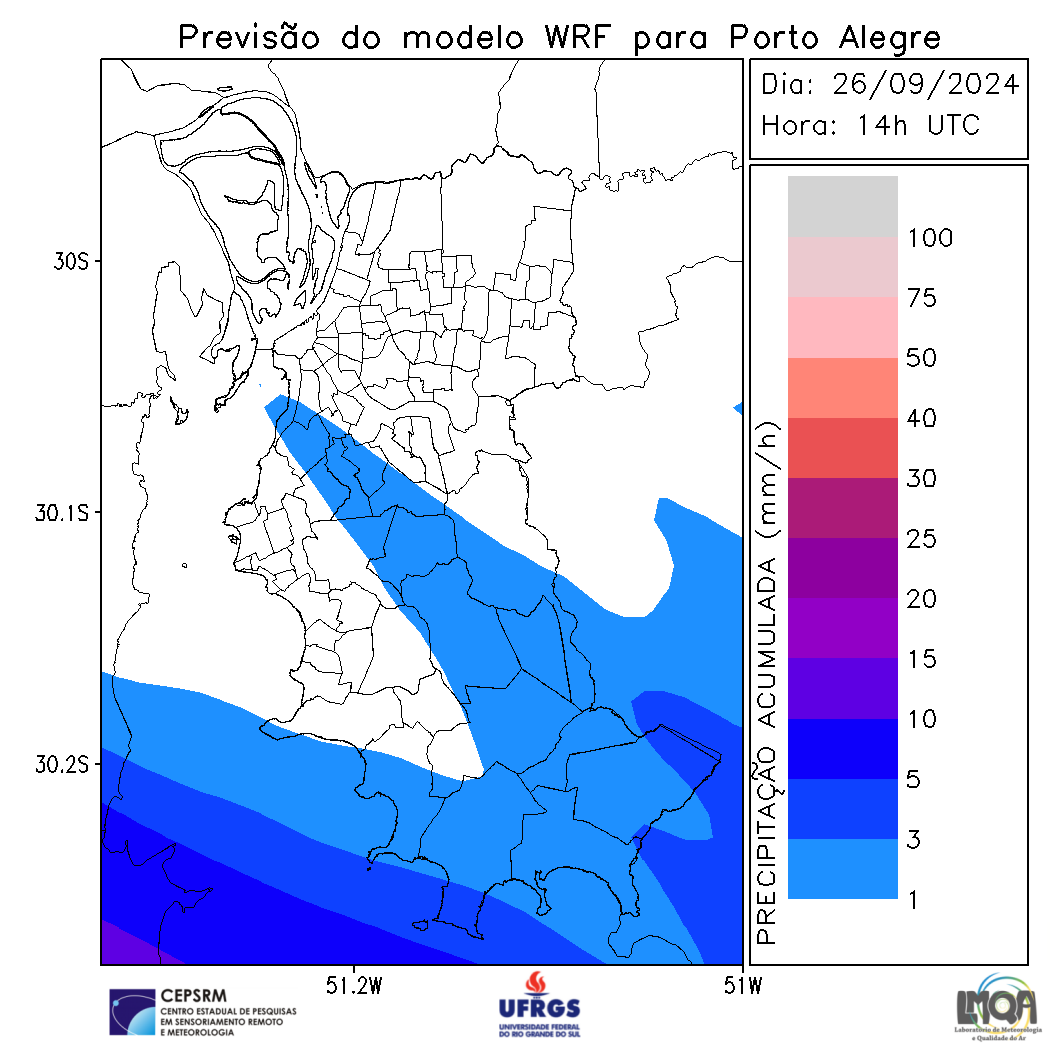 Previsão do modelo WRF para Porto Alegre
Dia: 26/09/2024
Hora: 14h UTC
30S
30.1S
30.2S
51.2W
51W
PRECIPITAÇÃO ACUMULADA (mm/h)
100
75
50
40
30
25
20
15
10
5
3
1
CEPSRM
CENTRO ESTADUAL DE PESQUISAS
EM SENSORIAMENTO REMOTO
E METEOROLOGIA
UFRGS
UNIVERSIDADE FEDERAL
DO RIO GRANDE DO SUL
LMQA
Laboratório de Meteorologia
e Qualidade do Ar